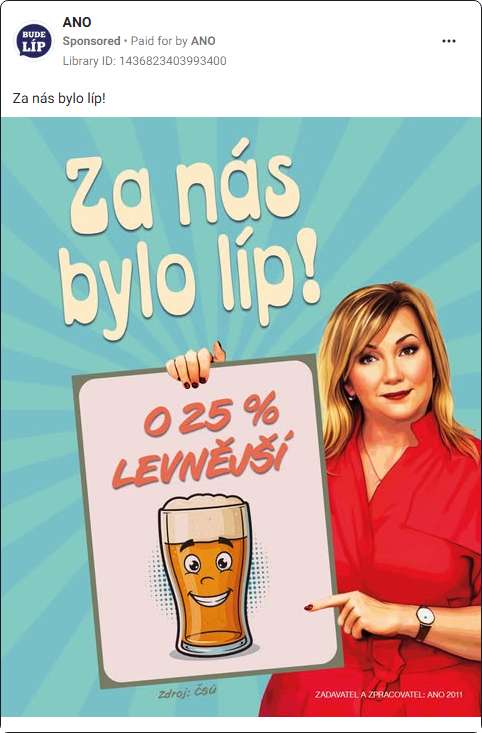 BUDE
LÍP
ANO
Sponsored • Paid for by ANO
Library ID: 1436823403993400
Za nás bylo líp!
Za nás
bylo líp!
O 25 %
LEVNĚJŠÍ
Zdroj: ČSÚ
ZADAVATEL A ZPRACOVATEL: ANO 2011